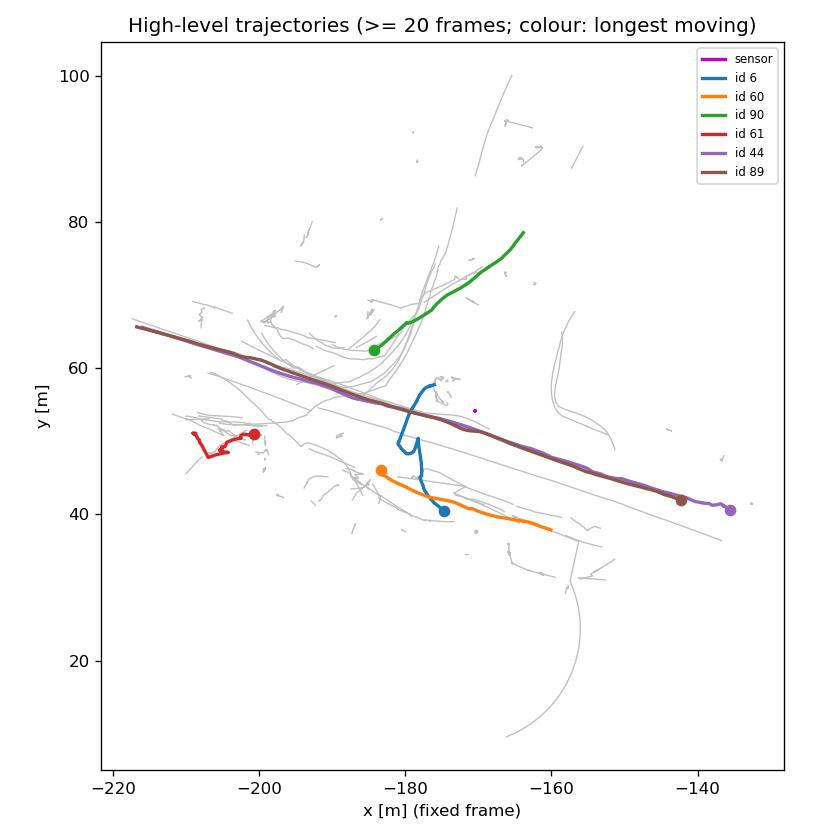 High-level trajectories (>= 20 frames; colour: longest moving)
sensor
id 6
id 60
id 90
id 61
id 44
id 89
100
80
60
40
20
y [m]
−220
−200
−180
−160
−140
x [m] (fixed frame)